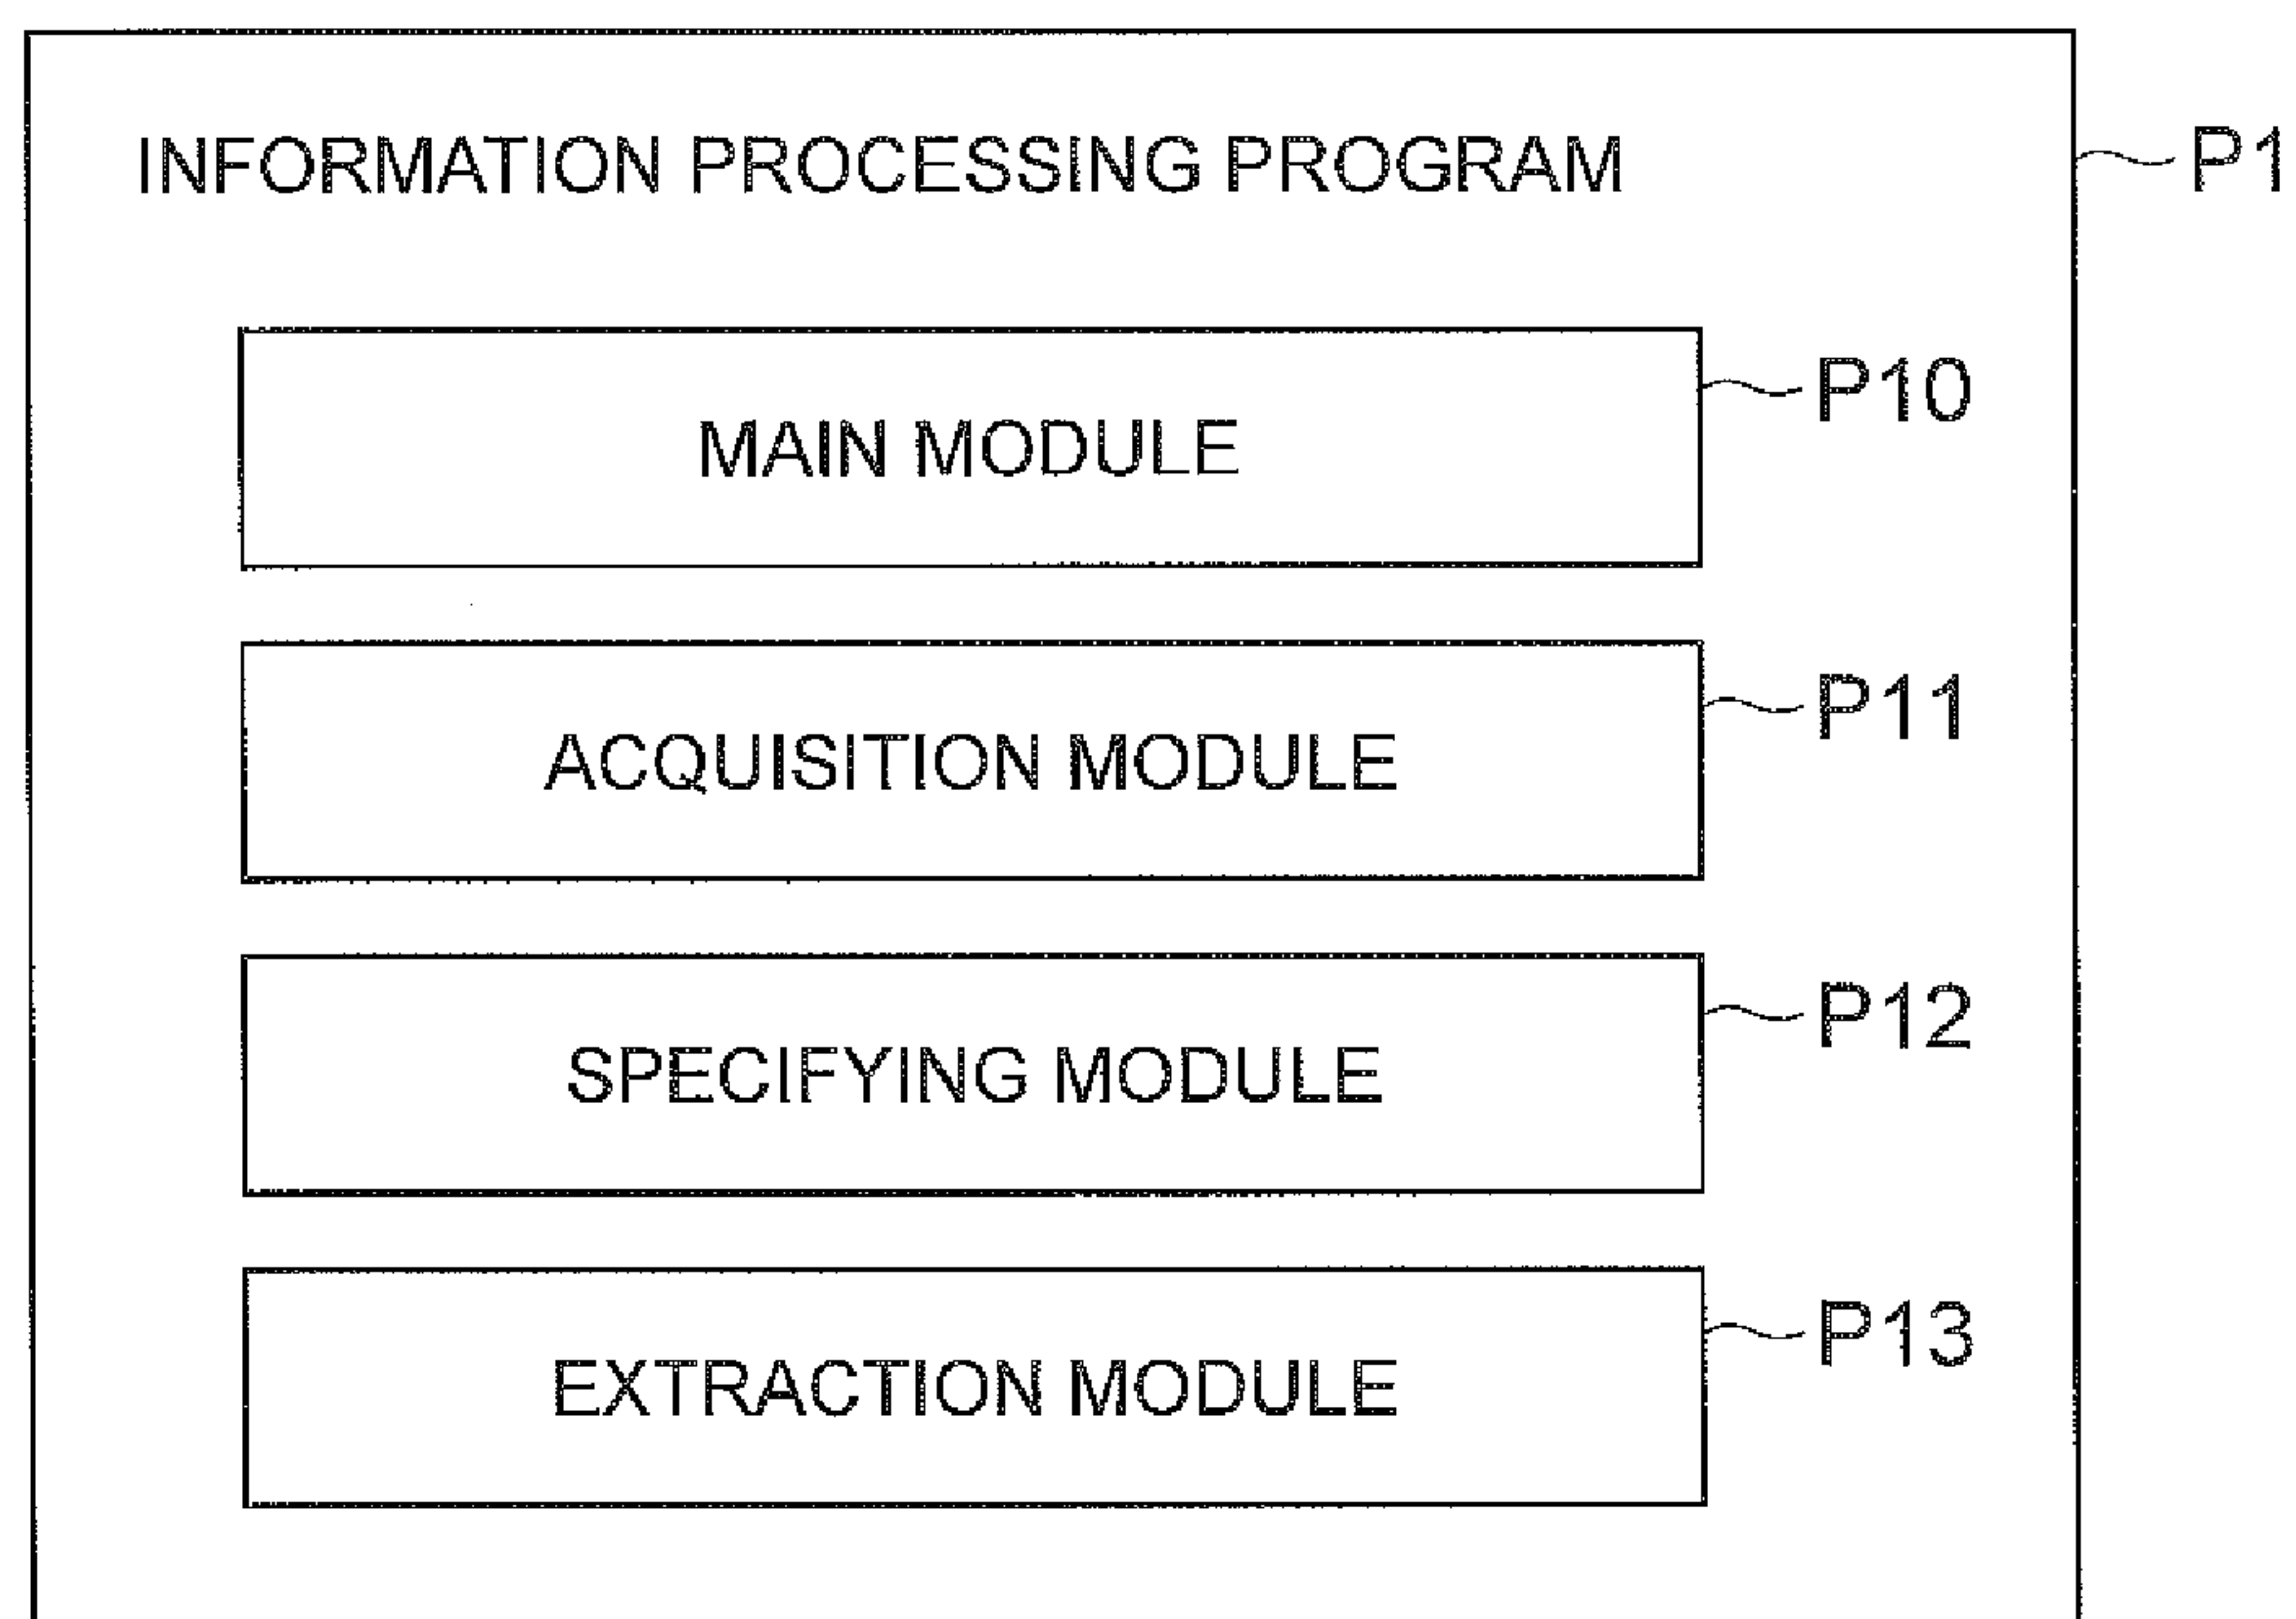 INFORMATION PROCESSING PROGRAM
P1
P10
MAIN MODULE
P11
ACQUISITION MODULE
P12
SPECIFYING MODULE
P13
EXTRACTION MODULE